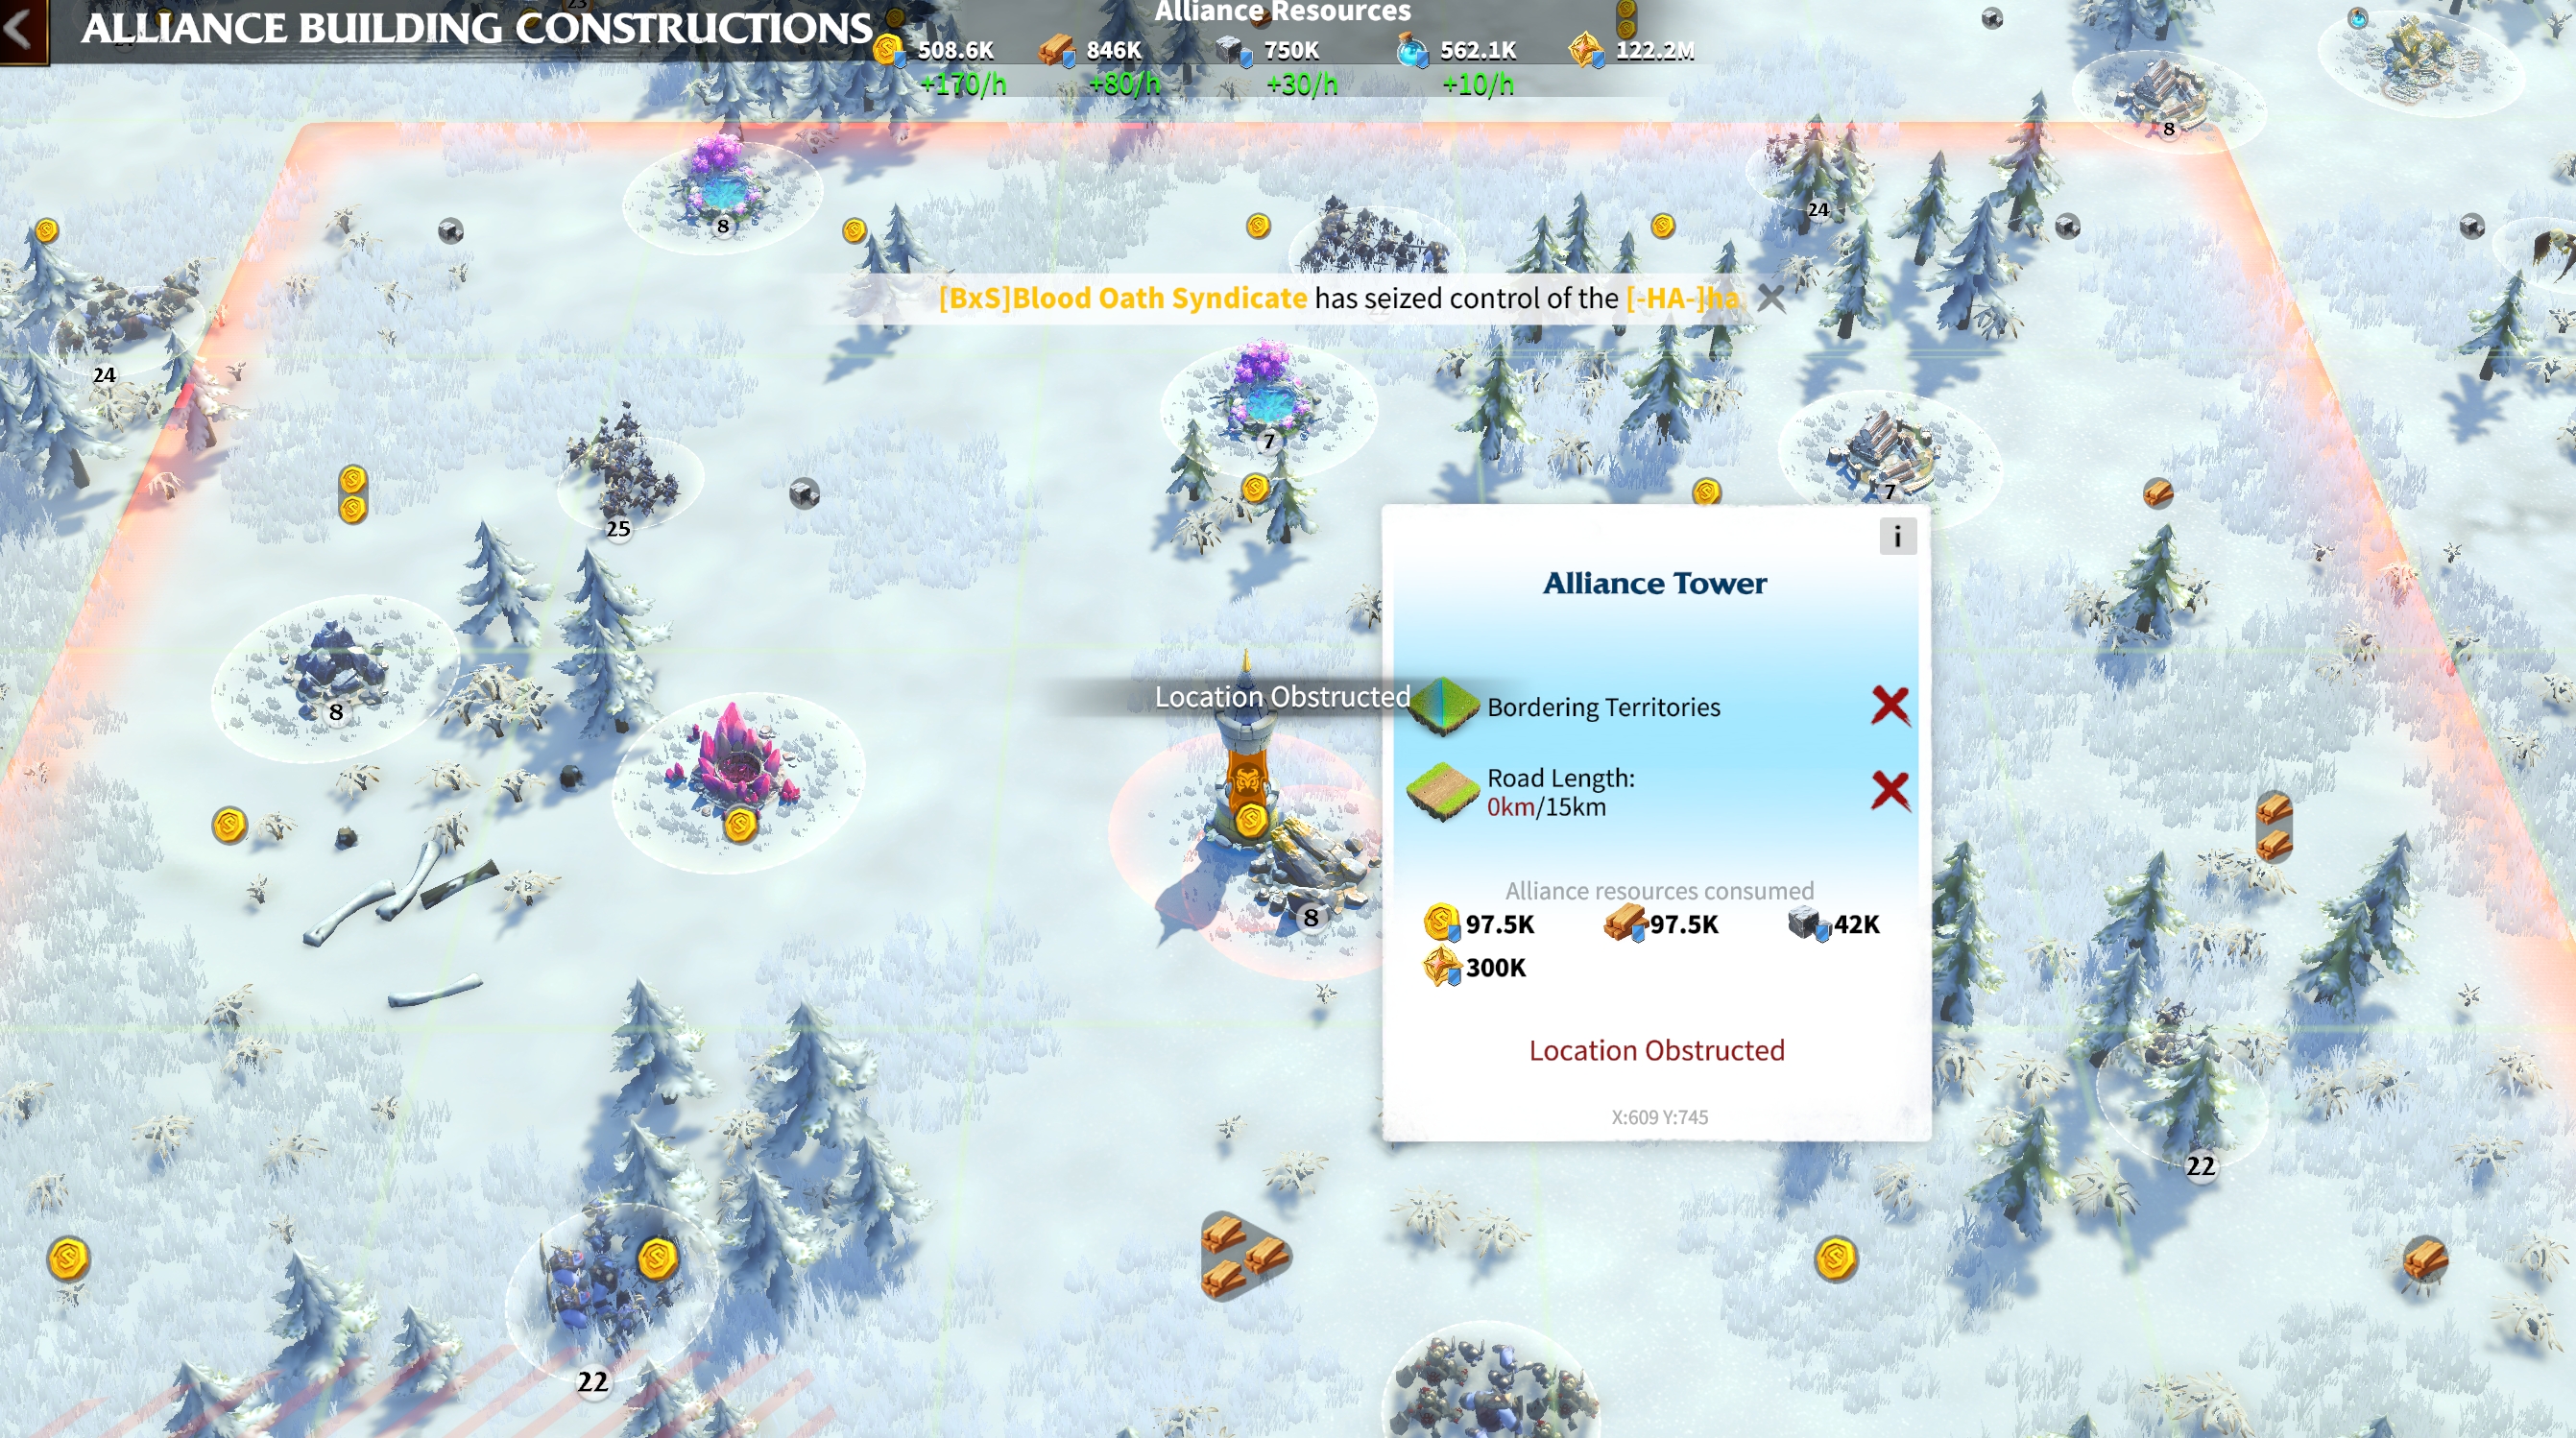 ALLIANCE BUILDING CONSTRUCTIONS
Alliance Resources
508.6K 846K 750K 562.1K 122.2M
+170/h +80/h +30/h +10/h
23
8
8
24
[BxS]Blood Oath Syndicate has seized control of the [-HA-]ha
24
7
7
25
i
Alliance Tower
Location Obstructed
Bordering Territories
8
Road Length:
0km/15km
Alliance resources consumed
97.5K 97.5K 42K
8
300K
Location Obstructed
X:609 Y:745
22
22